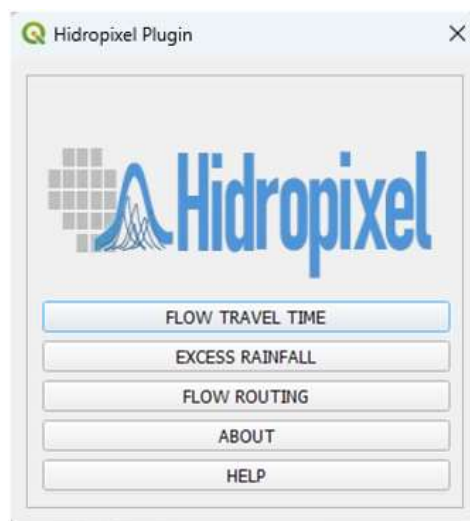 Hidropixel Plugin
Hidropixel
FLOW TRAVEL TIME
EXCESS RAINFALL
FLOW ROUTING
ABOUT
HELP